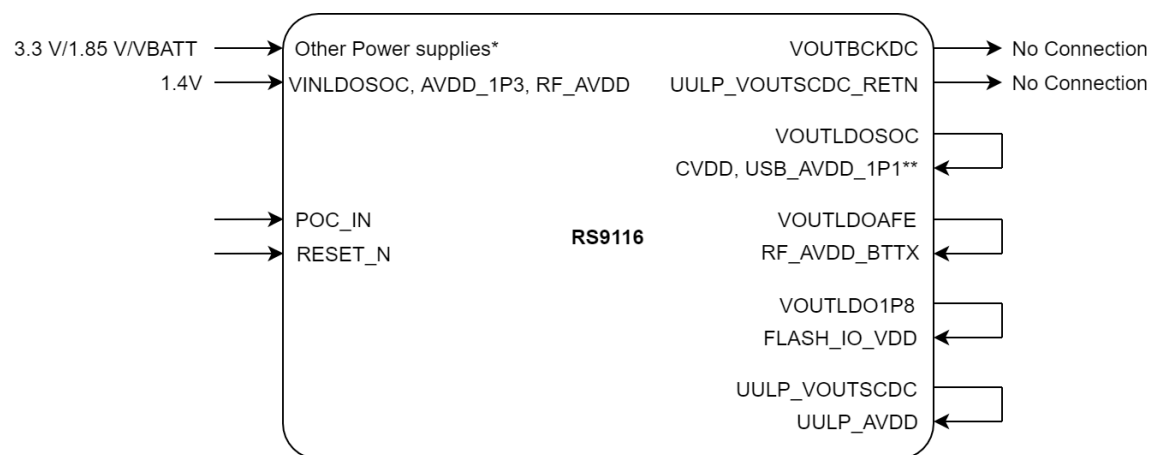 3.3 V/1.85 V/VBATT
Other Power supplies*
VOUTBCKDC
No Connection
1.4V
VINLDOSOC, AVDD_1P3, RF_AVDD
UULP_VOUTSCDC_RETN
No Connection
VOUTLDOSOC
CVDD, USB_AVDD_1P1**
POC_IN
VOUTLDOAFE
RS9116
RESET_N
RF_AVDD_BTTX
VOUTLDO1P8
FLASH_IO_VDD
UULP_VOUTSCDC
UULP_AVDD